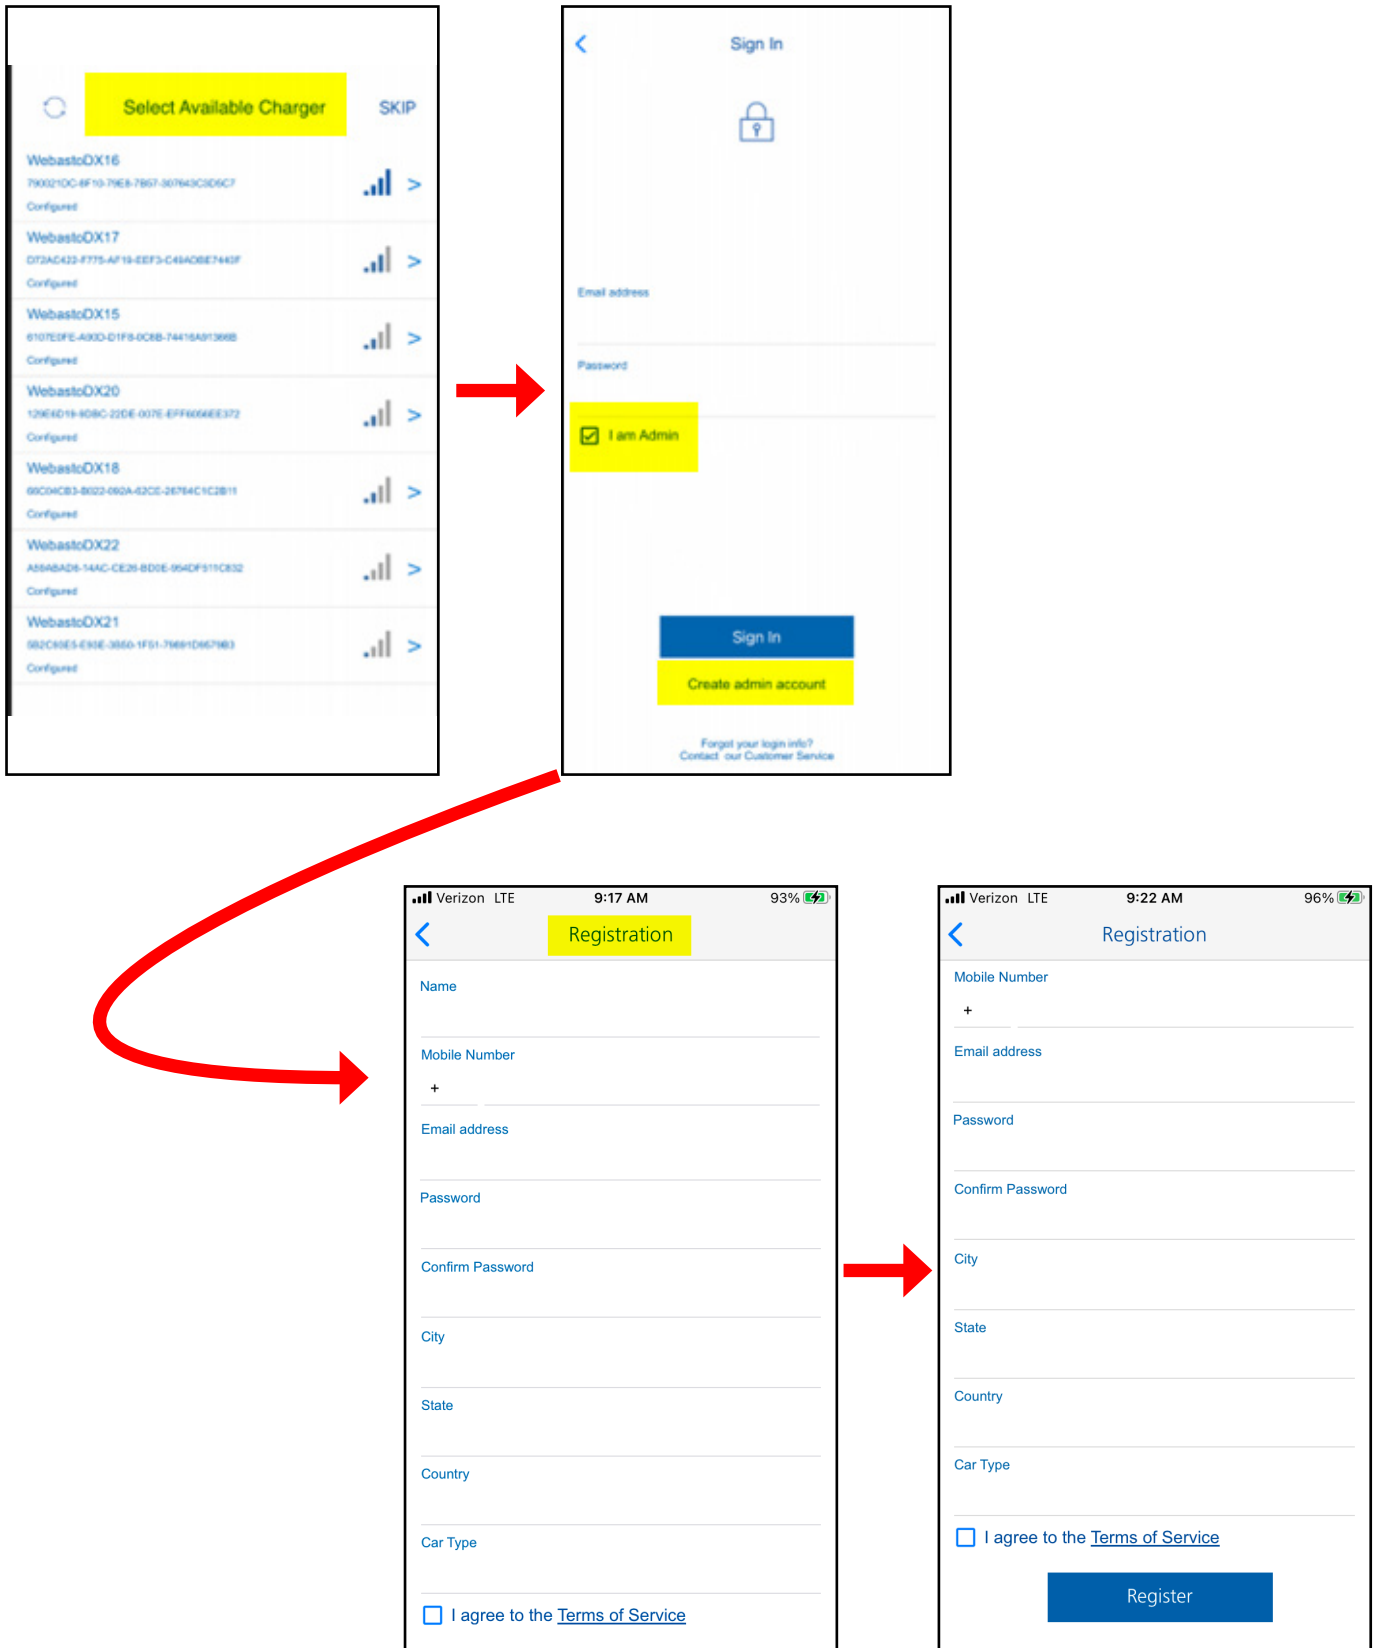 Select Available Charger
SKIP
WebastoDX16
Configured
WebastoDX17
Configured
WebastoDX15
Configured
WebastoDX20
Configured
WebastoDX18
Configured
WebastoDX22
Configured
WebastoDX21
Configured
Sign In
Email address
Password
I am Admin
Sign In
Create admin account
Forgot your login info?
Contact our Customer Service
Verizon LTE 9:17 AM 93%
Registration
Name
Mobile Number
+
Email address
Password
Confirm Password
City
State
Country
Car Type
I agree to the Terms of Service
Verizon LTE 9:22 AM 96%
Registration
Mobile Number
+
Email address
Password
Confirm Password
City
State
Country
Car Type
I agree to the Terms of Service
Register